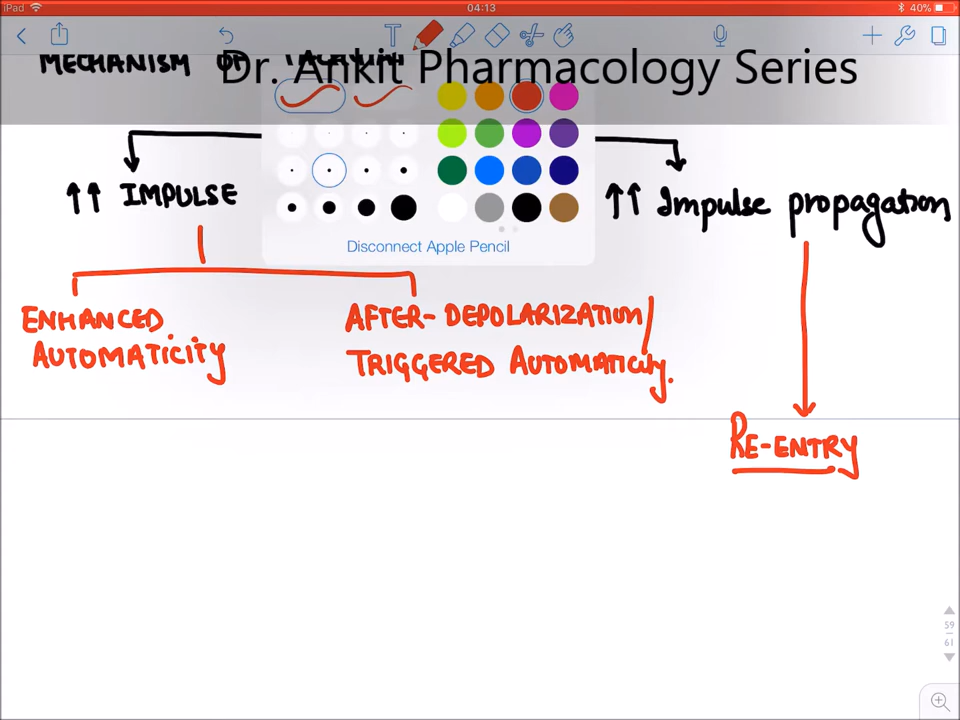 iPad 04:13 40%
T
MECHANISM OF
Dr. Ankit Pharmacology Series
↑↑ IMPULSE
↑↑ Impulse propagation
Disconnect Apple Pencil
ENHANCED
AUTOMATICITY
AFTER-DEPOLARIZATION/
TRIGGERED AUTOMATICITY.
RE-ENTRY
59
61